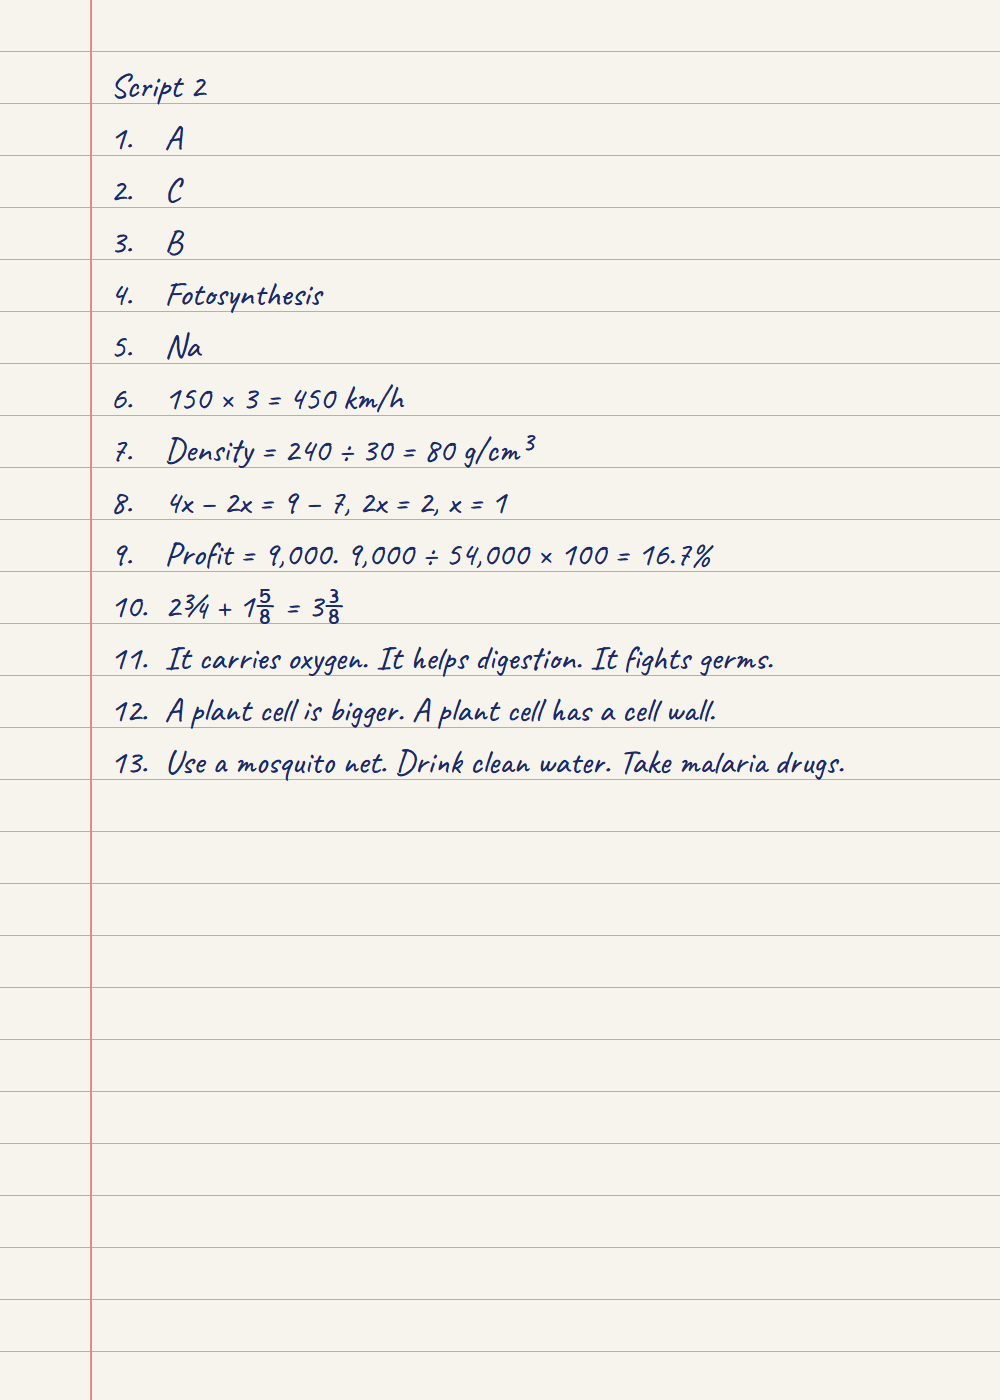 Script 2
1. A
2. C
3. B
4. Fotosynthesis
5. Na
6. 150 × 3 = 450 km/h
7. Density = 240 ÷ 30 = 80 g/cm³
8. 4x – 2x = 9 – 7, 2x = 2, x = 1
9. Profit = 9,000. 9,000 ÷ 54,000 × 100 = 16.7%
10. 2¾ + 1⅝ = 3⅜
11. It carries oxygen. It helps digestion. It fights germs.
12. A plant cell is bigger. A plant cell has a cell wall.
13. Use a mosquito net. Drink clean water. Take malaria drugs.